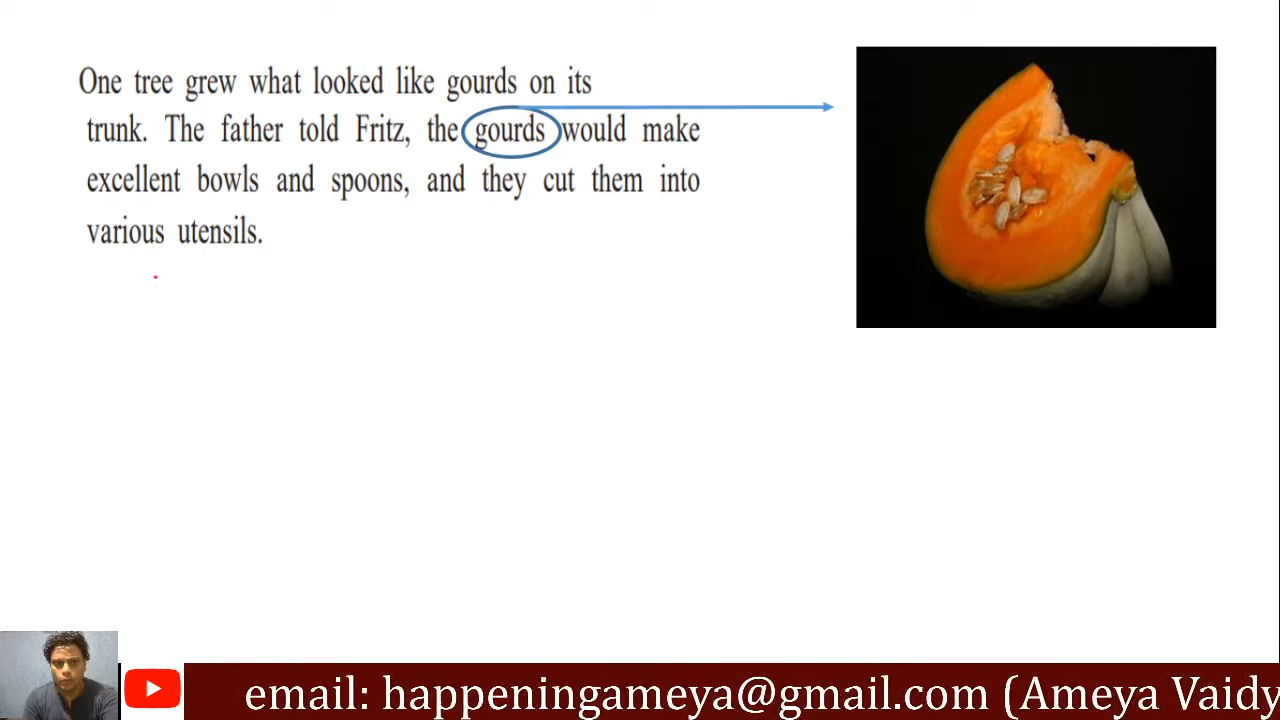 One tree grew what looked like gourds on its
trunk. The father told Fritz, the gourds would make
excellent bowls and spoons, and they cut them into
various utensils.
email: happeningameya@gmail.com (Ameya Vaidy